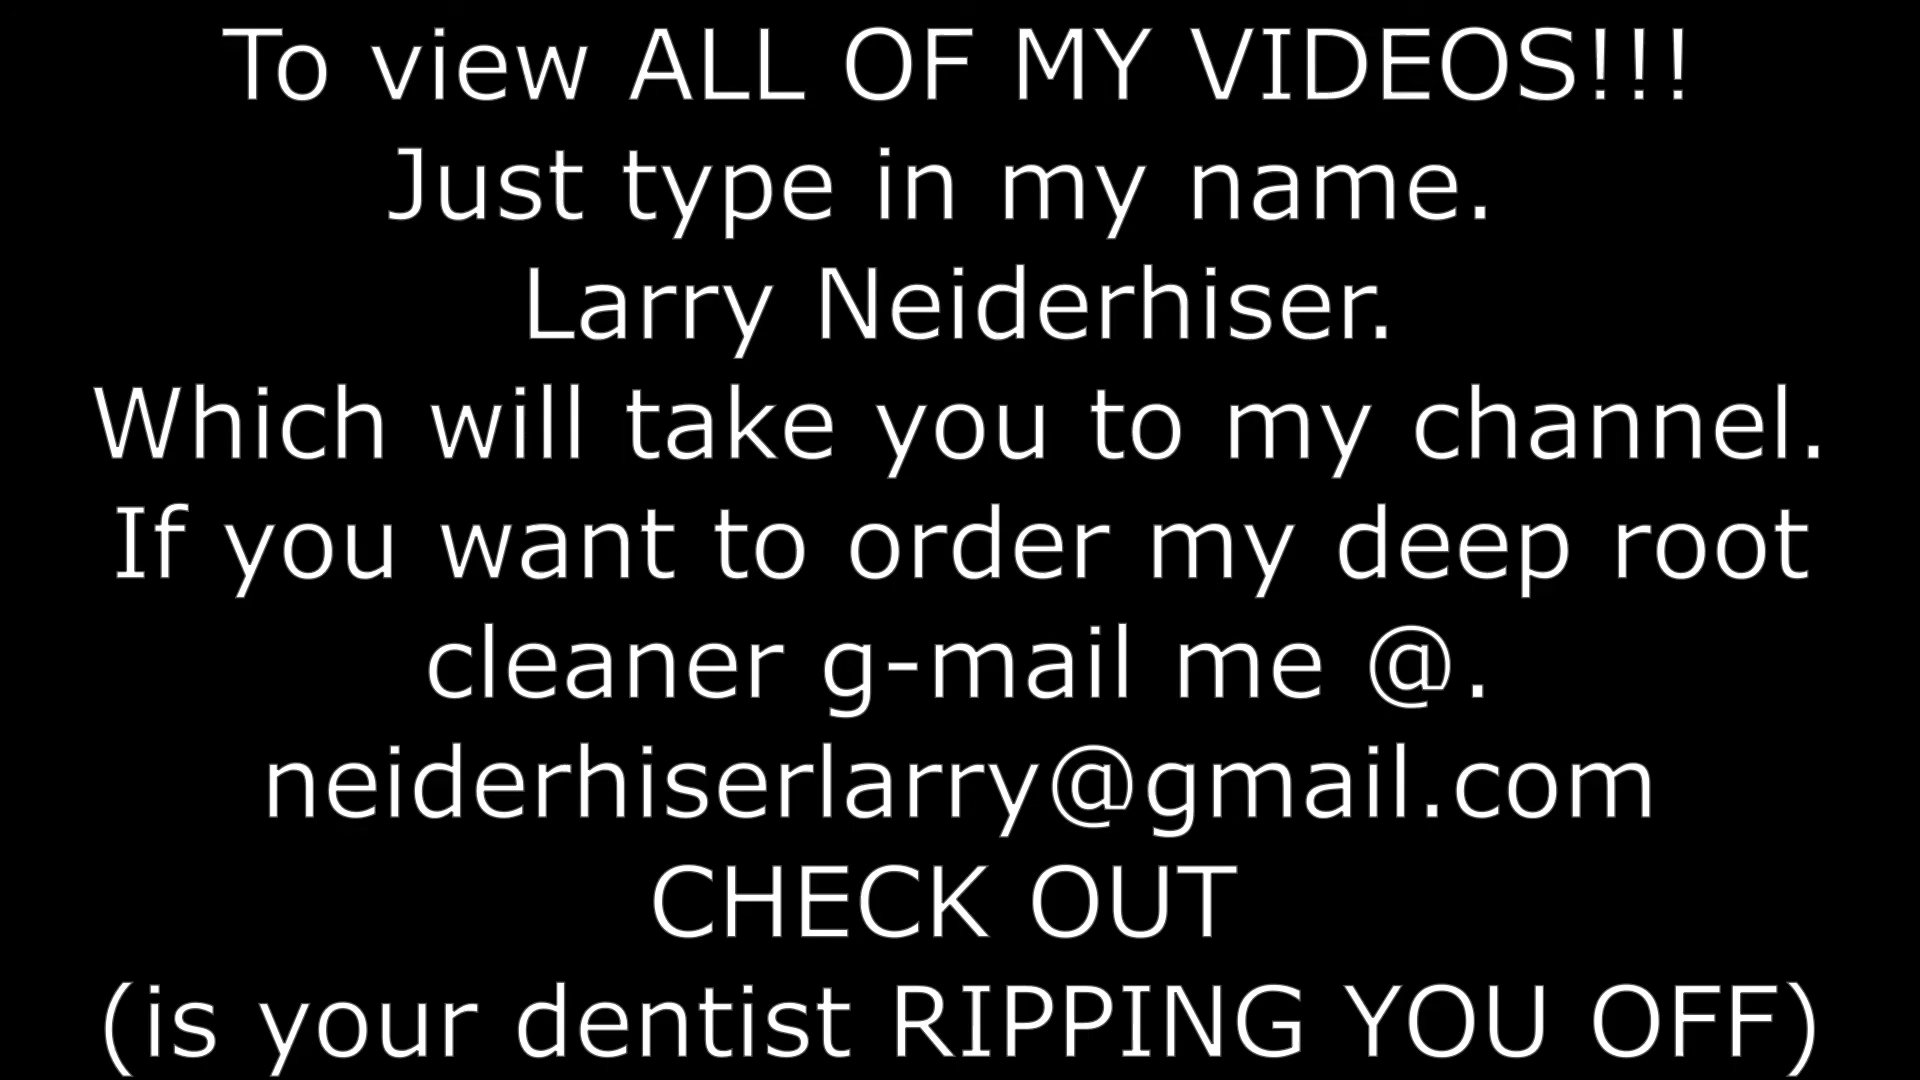 To view ALL OF MY VIDEOS!!!
Just type in my name.
Larry Neiderhiser.
Which will take you to my channel.
If you want to order my deep root
cleaner g-mail me @.
neiderhiserlarry@gmail.com
CHECK OUT
(is your dentist RIPPING YOU OFF)